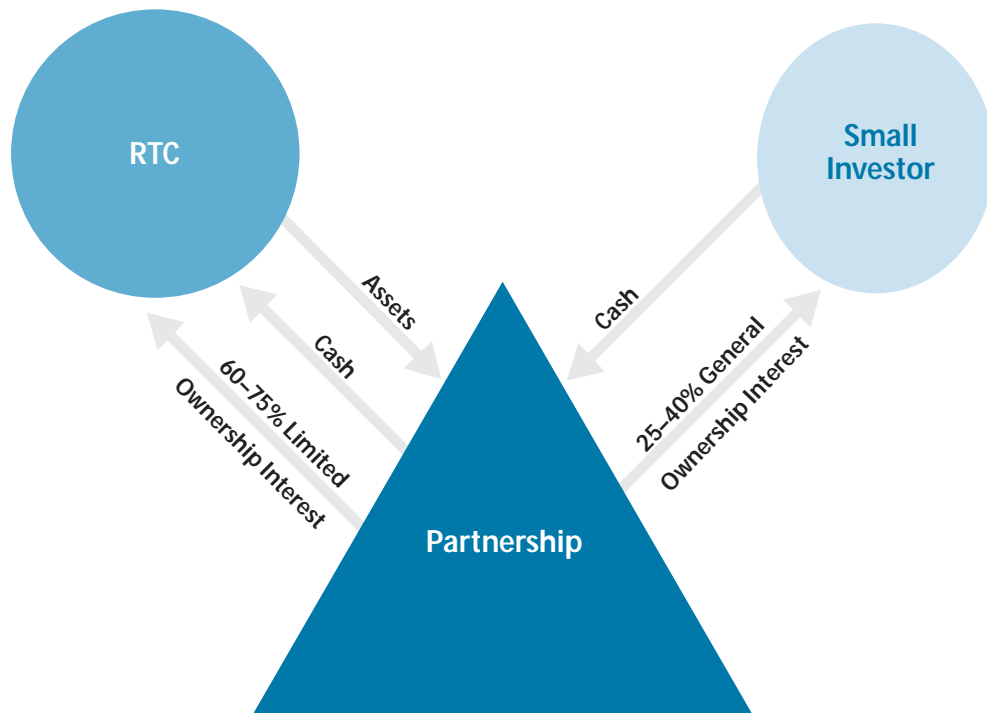 RTC
Small
Investor
Assets
Cash
60–75% Limited
Ownership Interest
Cash
25–40% General
Ownership Interest
Partnership